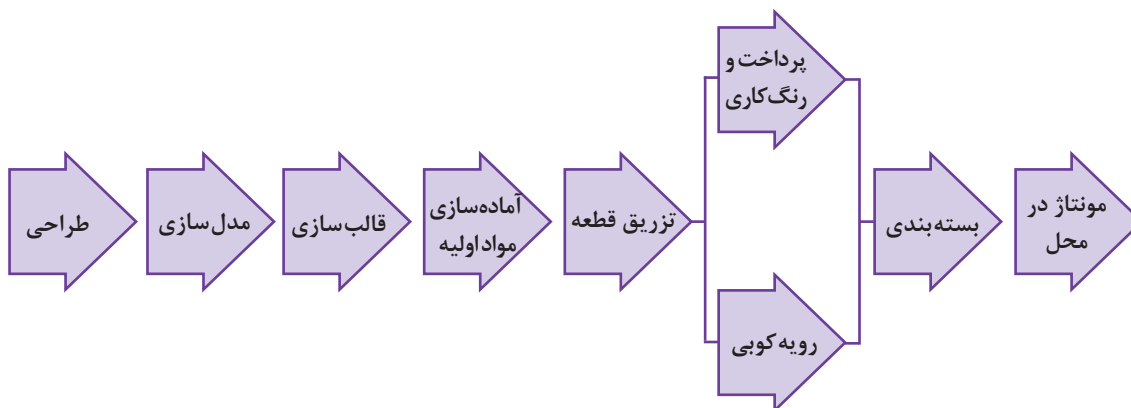 طراحی
مدل‌سازی
قالب‌سازی
آماده‌سازی
مواد اولیه
تزریق قطعه
پرداخت و
رنگ‌کاری
رویه‌کوبی
بسته‌بندی
مونتاژ در
محل